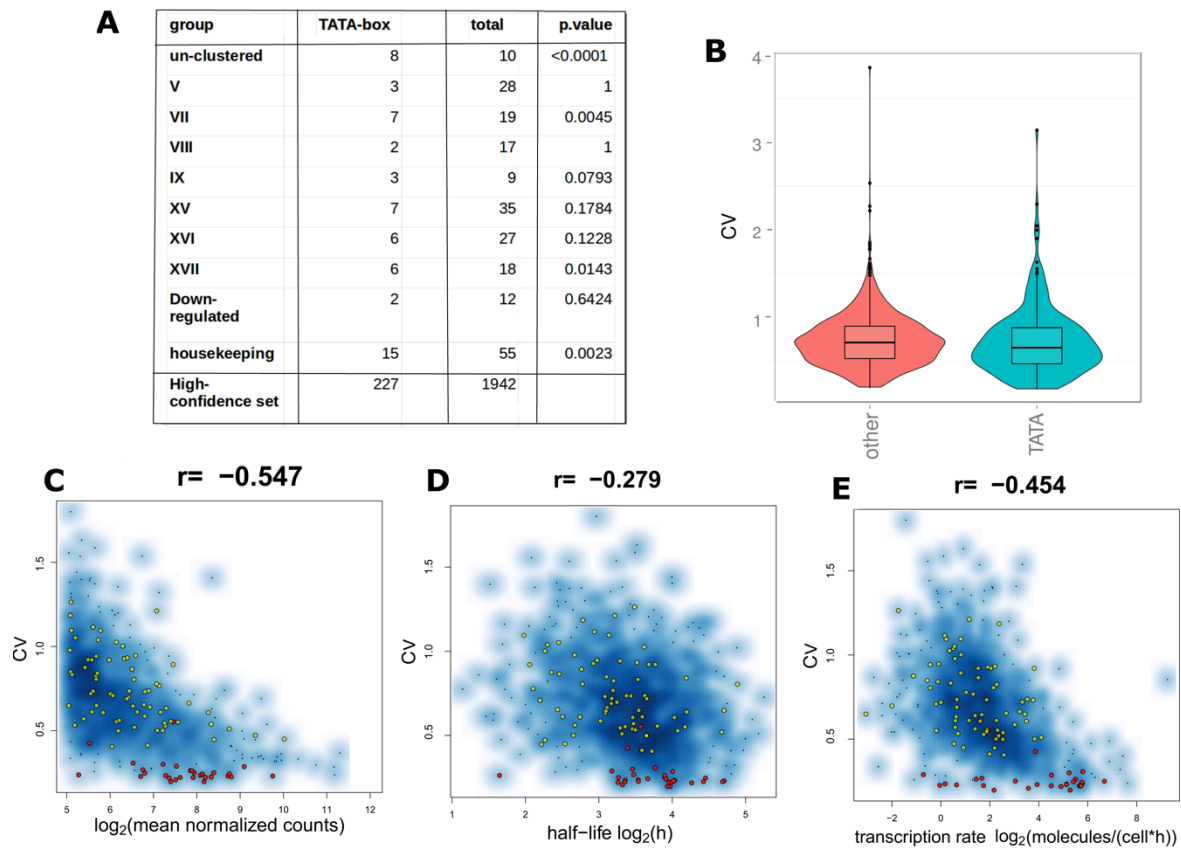 A
group TATA-box total p.value
un-clustered 8 10 <0.0001
V 3 28 1
VII 7 19 0.0045
VIII 2 17 1
IX 3 9 0.0793
XV 7 35 0.1784
XVI 6 27 0.1228
XVII 6 18 0.0143
Down-
regulated 2 12 0.6424
housekeeping 15 55 0.0023
High-
confidence set 227 1942
B
4
3
2
1
CV
other
TATA
C
r= −0.547
1.5
1.0
0.5
CV
5 6 7 8 9 10 11 12
log2(mean normalized counts)
D
r= −0.279
1.5
1.0
0.5
CV
1 2 3 4 5
half−life log2(h)
E
r= −0.454
1.5
1.0
0.5
CV
−2 0 2 4 6 8
transcription rate log2(molecules/(cell*h))